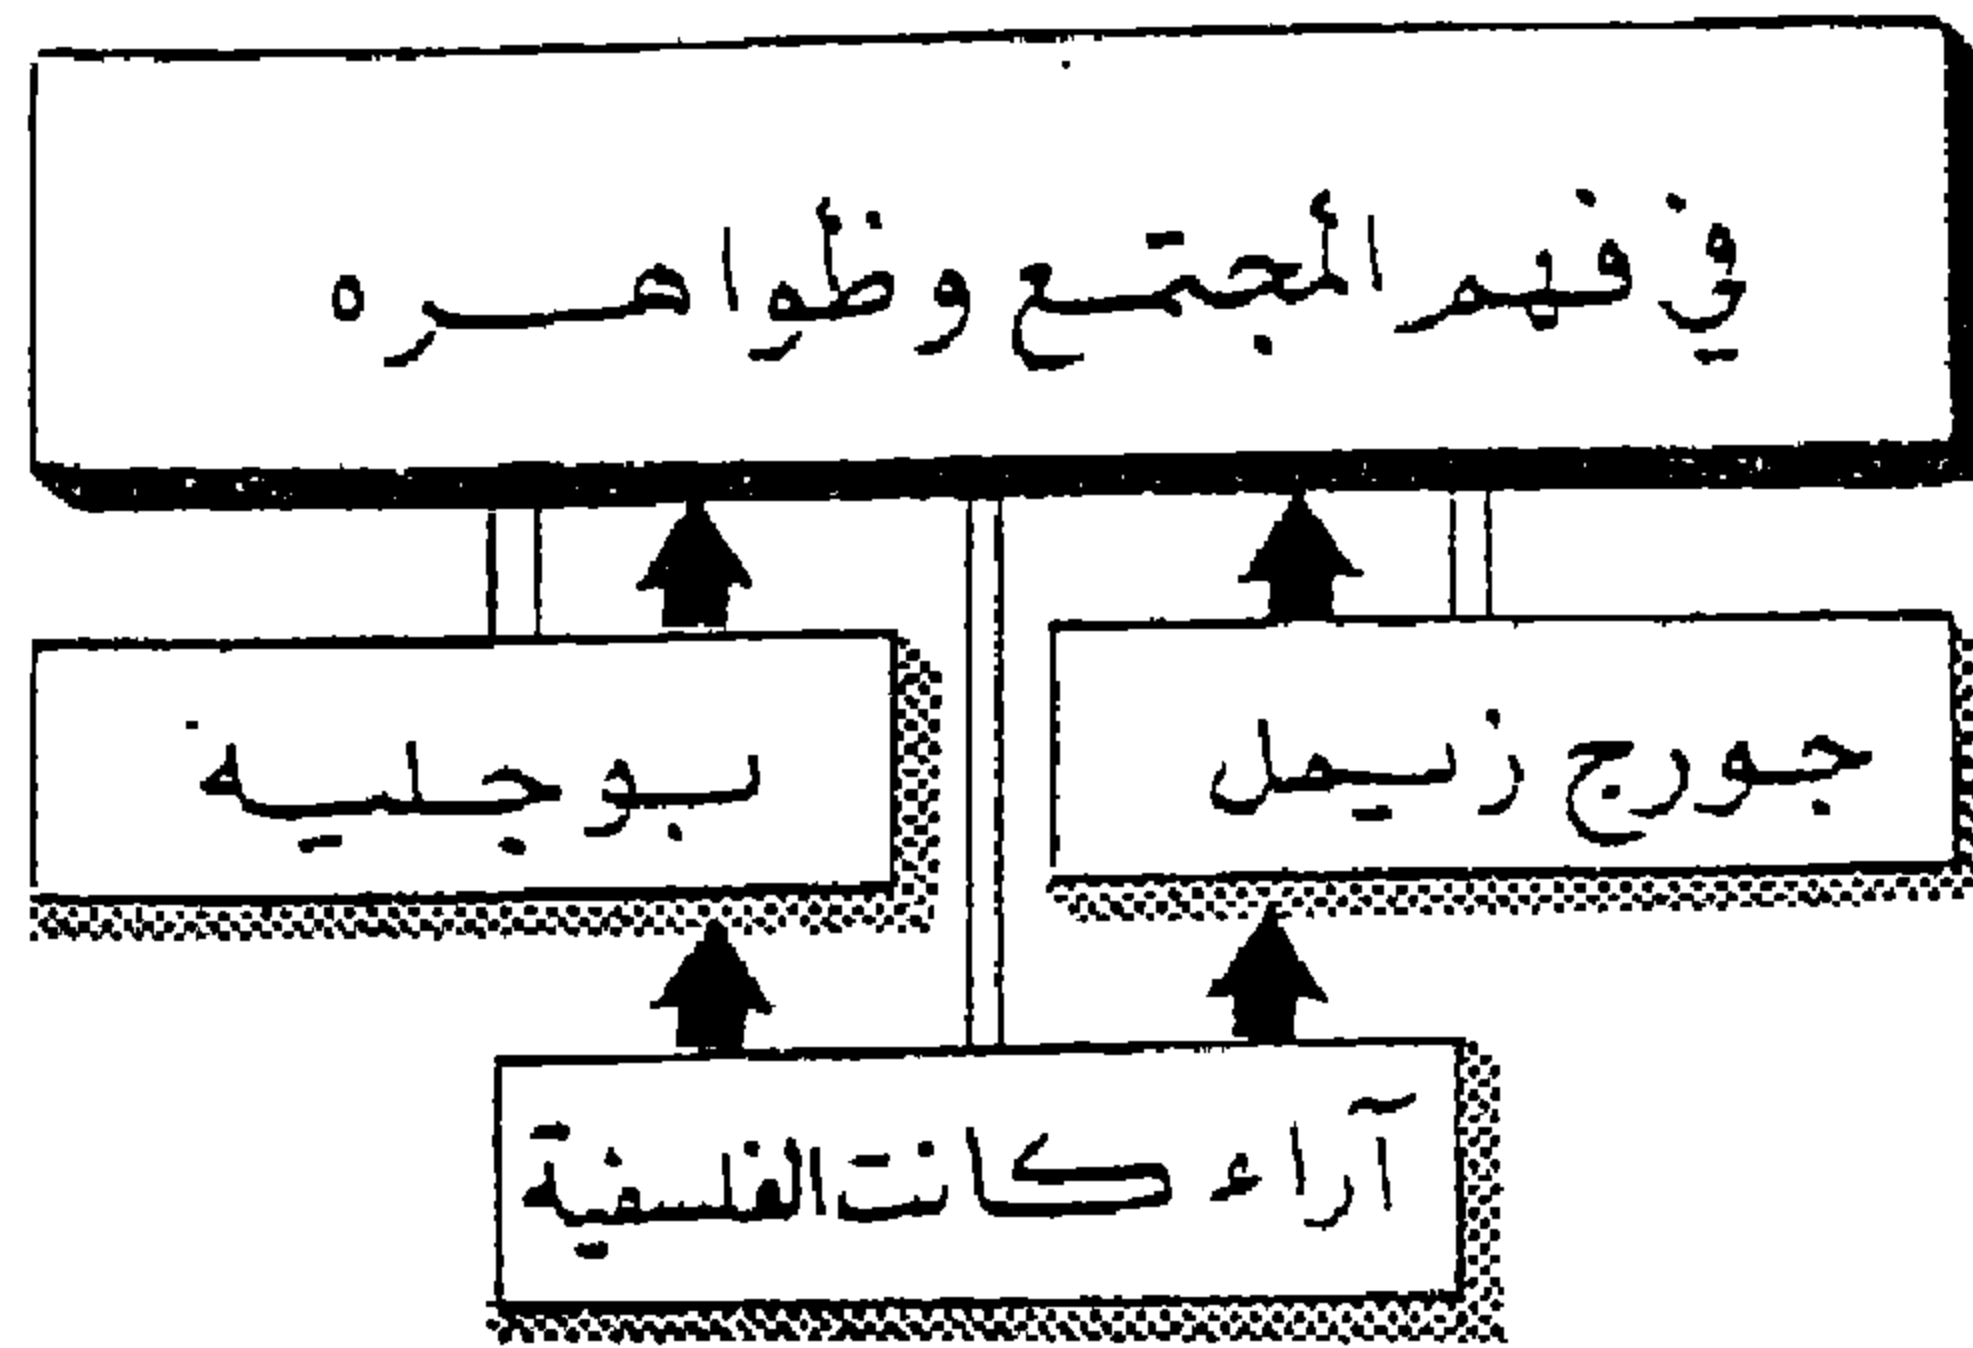 في فهم المجتمع وظواهره
جورج زيمل
بوجليه
آراء كانت الفلسفية